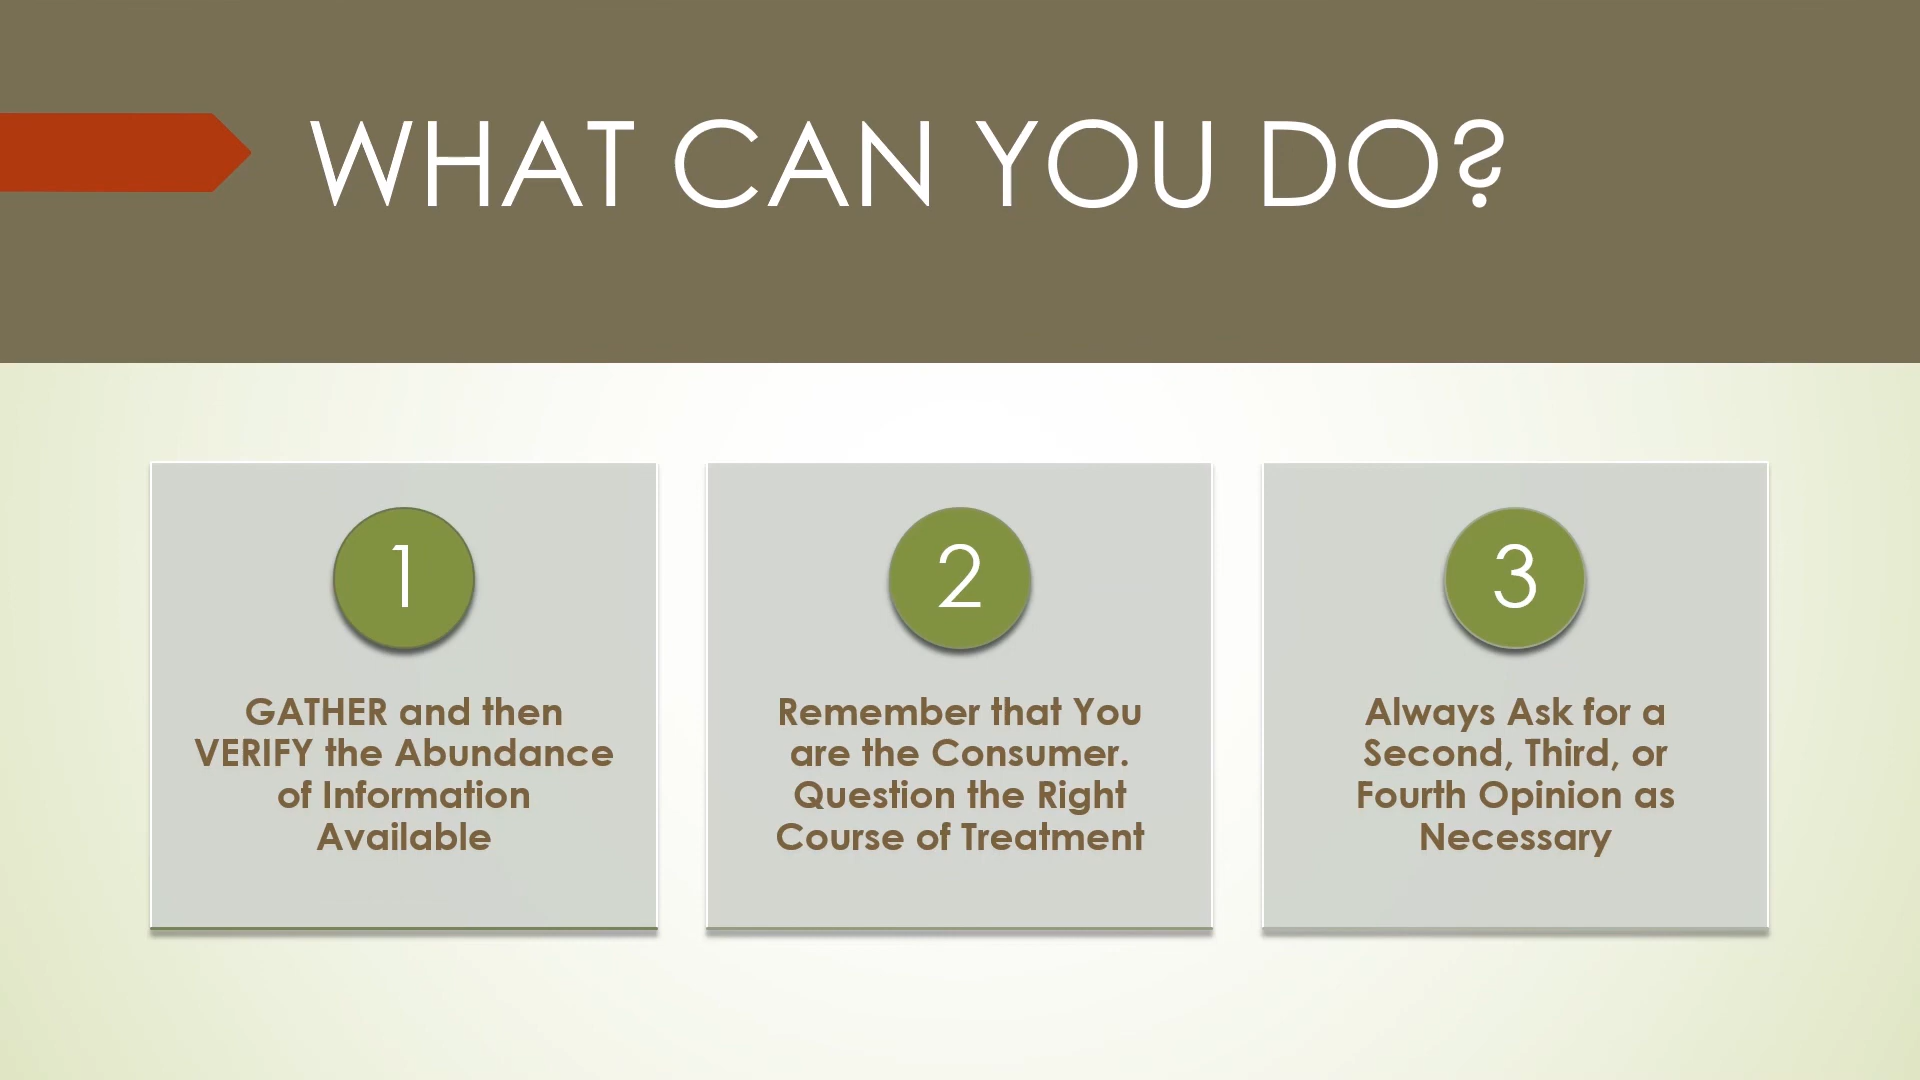 WHAT CAN YOU DO?
1
GATHER and then
VERIFY the Abundance
of Information
Available
2
Remember that You
are the Consumer.
Question the Right
Course of Treatment
3
Always Ask for a
Second, Third, or
Fourth Opinion as
Necessary